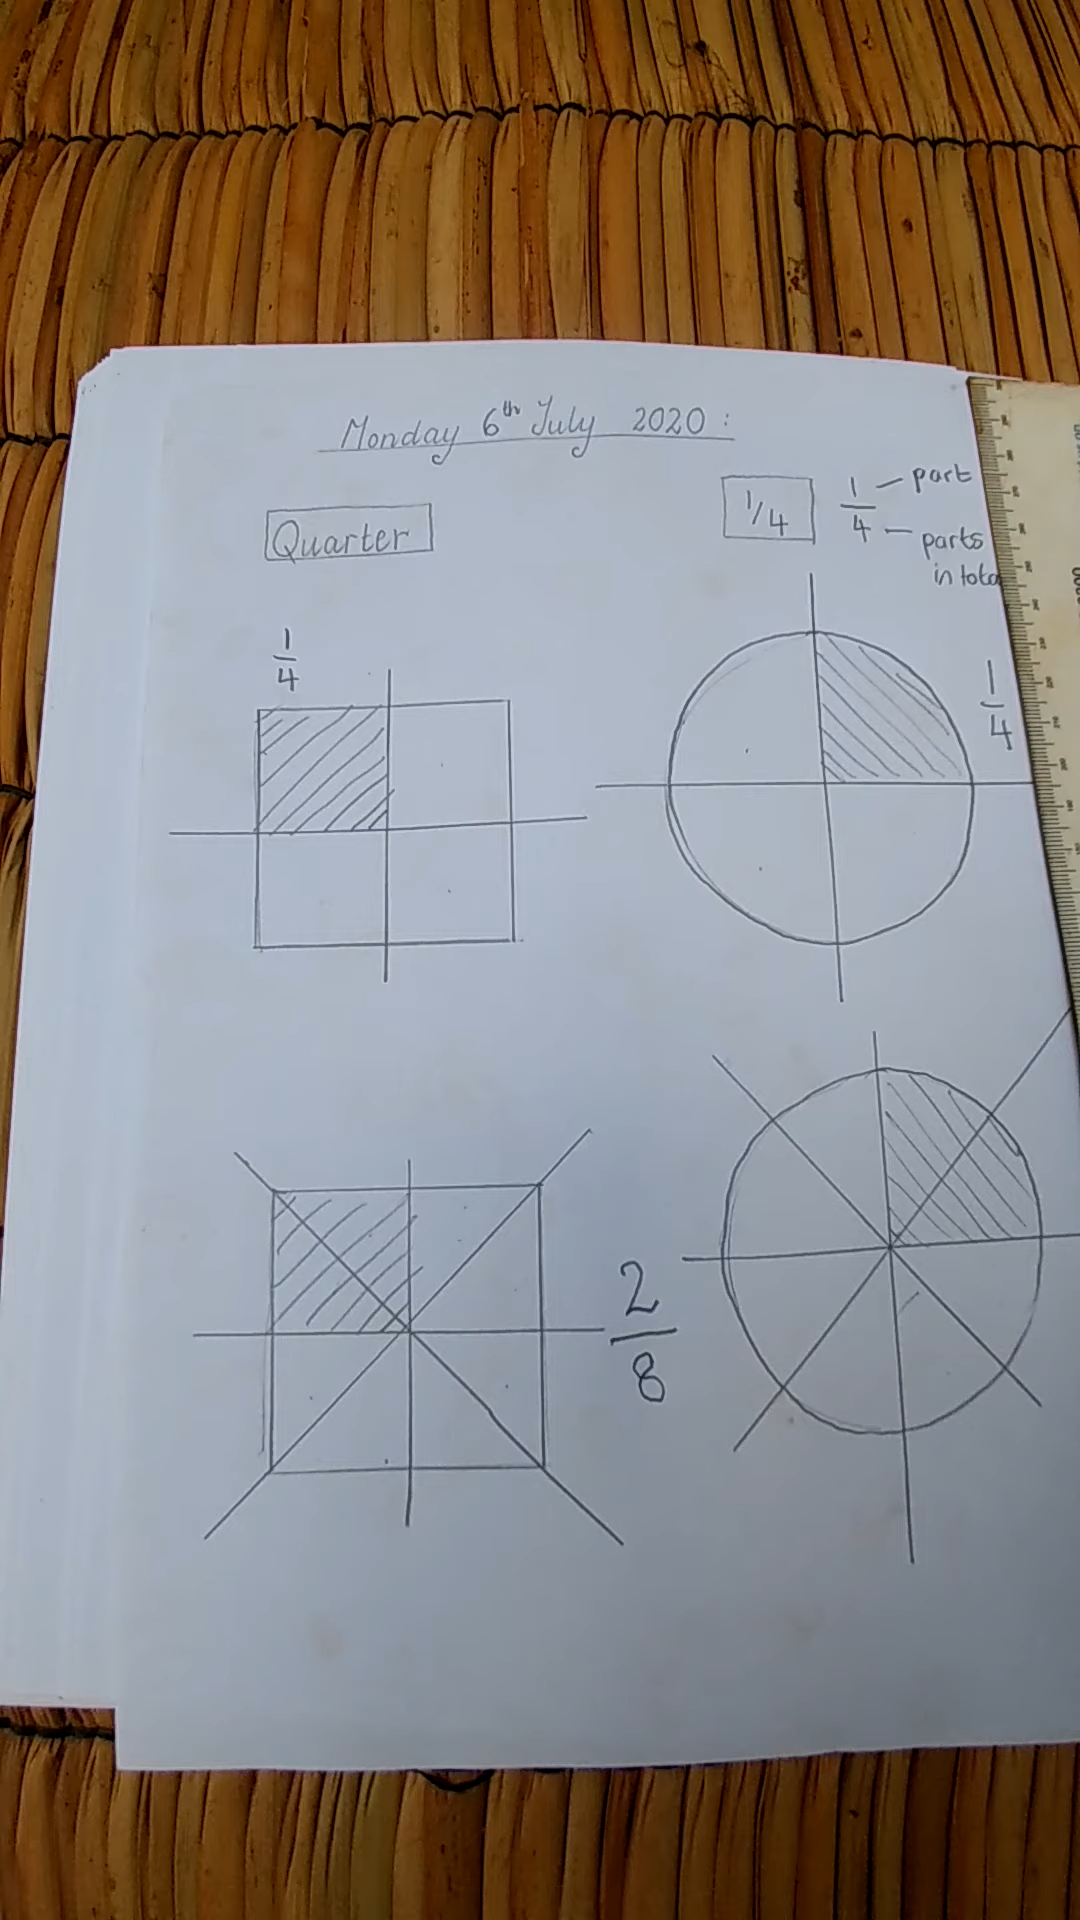 Monday 6th July 2020 :
Quarter
1/4
1/4 — part
— parts
in total
1/4
1/4
2/8